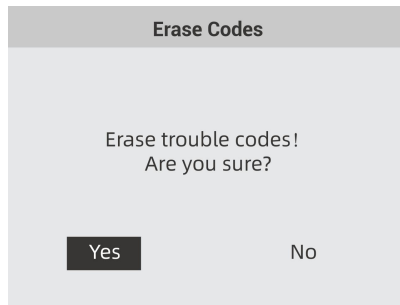 Erase Codes
Erase trouble codes!
Are you sure?
Yes
No